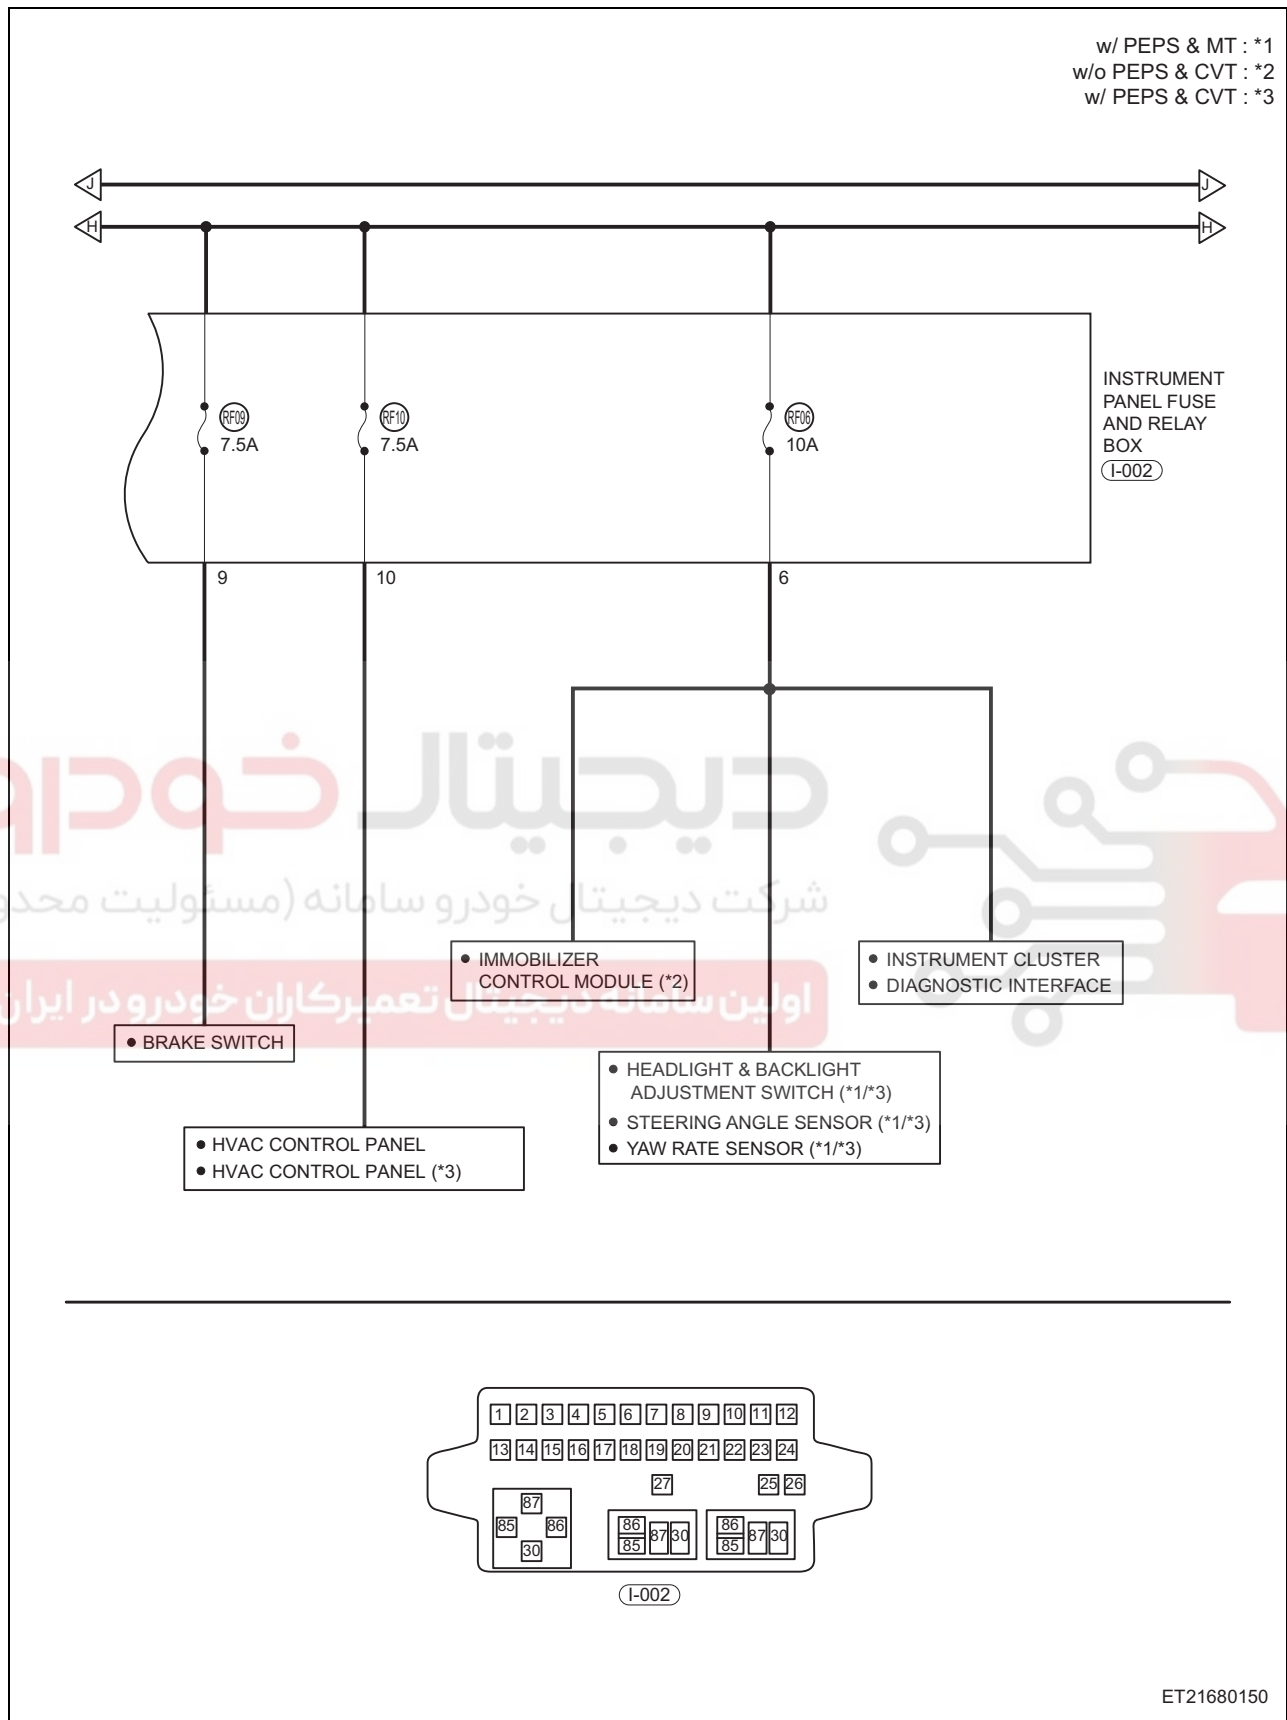 w/ PEPS & MT : *1
w/o PEPS & CVT : *2
w/ PEPS & CVT : *3
J J
H H
RF09
7.5A
RF10
7.5A
RF06
10A
INSTRUMENT
PANEL FUSE
AND RELAY
BOX
I-002
9 10 6
دیجیتال خودرو
شرکت دیجیتال خودرو سامانه (مسئولیت
اولین سامانه دیجیتال تعمیرکاران خودرو در ایران
• IMMOBILIZER
CONTROL MODULE (*2)
• INSTRUMENT CLUSTER
• DIAGNOSTIC INTERFACE
• BRAKE SWITCH
• HEADLIGHT & BACKLIGHT
ADJUSTMENT SWITCH (*1/*3)
• STEERING ANGLE SENSOR (*1/*3)
• YAW RATE SENSOR (*1/*3)
• HVAC CONTROL PANEL
• HVAC CONTROL PANEL (*3)
1 2 3 4 5 6 7 8 9 10 11 12
13 14 15 16 17 18 19 20 21 22 23 24
27 25 26
87
85 86
30
86
85
87 30
86
85
87 30
I-002
ET21680150